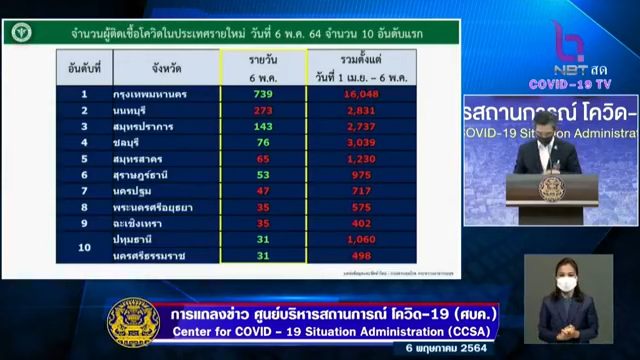 จำนวนผู้ติดเชื้อโควิดในประเทศรายใหม่ วันที่ 6 พ.ค. 64 จำนวน 10 อันดับแรก
อันดับที่ จังหวัด รายวัน 6 พ.ค. รวมตั้งแต่ วันที่ 1 เม.ย. – 6 พ.ค.
1 กรุงเทพมหานคร 739 16,048
2 นนทบุรี 273 2,831
3 สมุทรปราการ 143 2,737
4 ชลบุรี 76 3,039
5 สมุทรสาคร 65 1,230
6 สุราษฎร์ธานี 53 975
7 นครปฐม 47 717
8 พระนครศรีอยุธยา 35 575
9 ฉะเชิงเทรา 35 402
10 ปทุมธานี 31 1,060
นครศรีธรรมราช 31 498
NBT สด
COVID-19 TV
ารสถานการณ์ โควิด-
COVID-19 Situation Administra
การแถลงข่าว ศูนย์บริหารสถานการณ์ โควิด-19 (ศบค.)
Center for COVID - 19 Situation Administration (CCSA)
6 พฤษภาคม 2564